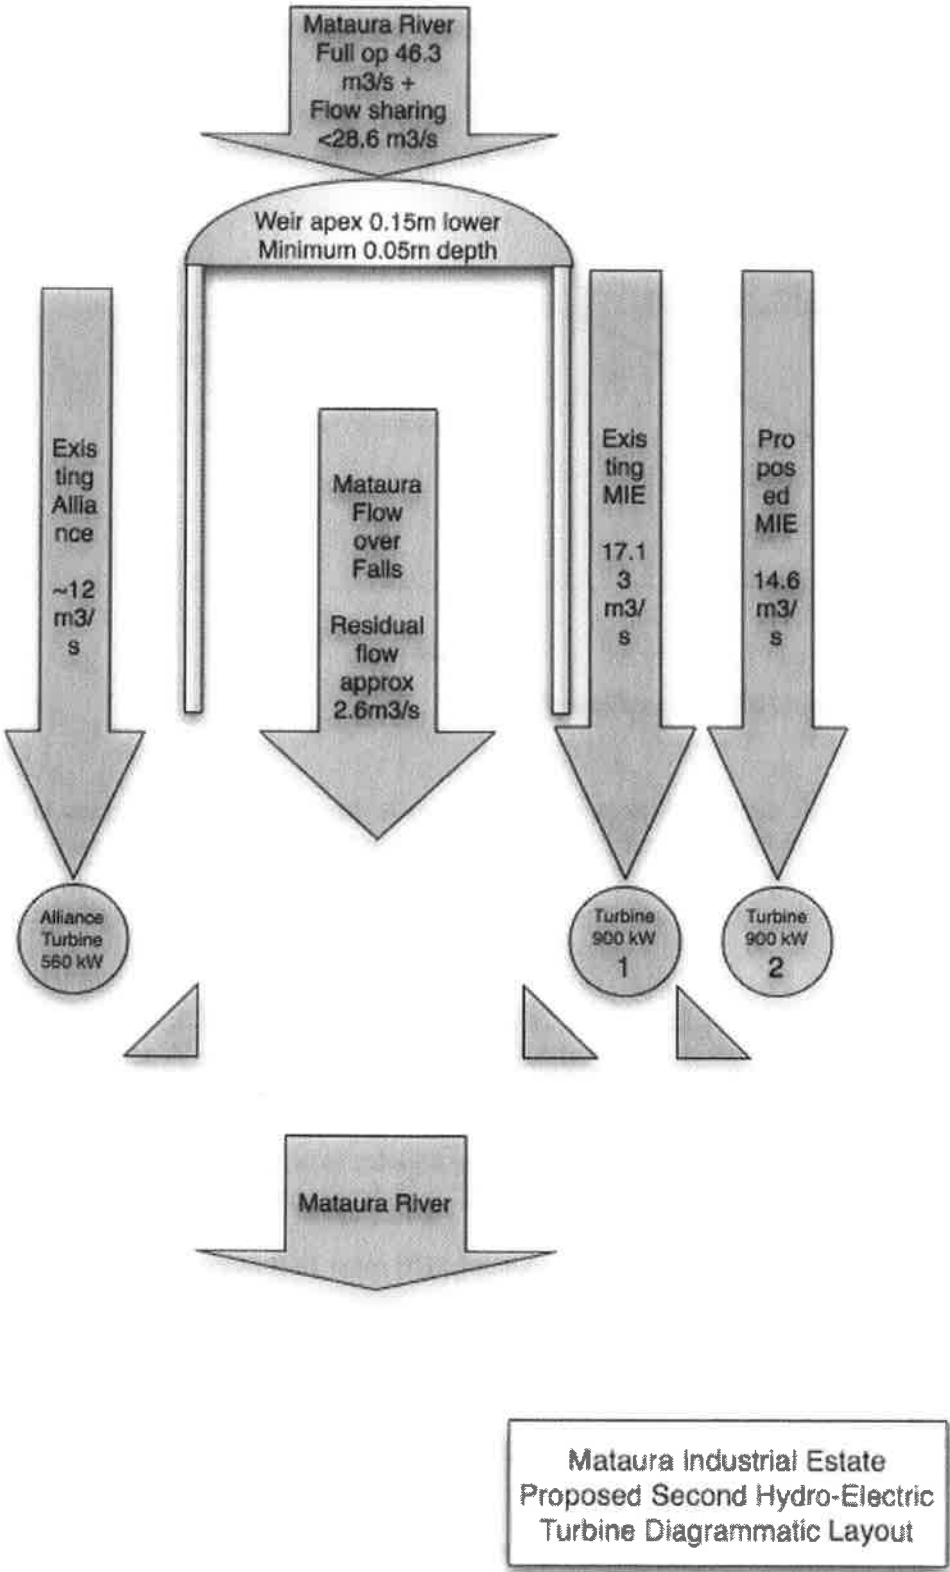 Mataura River
Full op 46.3
m3/s +
Flow sharing
<28.6 m3/s
Weir apex 0.15m lower
Minimum 0.05m depth
Exis
ting
Allia
nce
~12
m3/
s
Mataura
Flow
over
Falls
Residual
flow
approx
2.6m3/s
Exis
ting
MIE
17.1
3
m3/
s
Pro
pos
ed
MIE
14.6
m3/
s
Alliance
Turbine
560 kW
Turbine
900 kW
1
Turbine
900 kW
2
Mataura River
Mataura Industrial Estate
Proposed Second Hydro-Electric
Turbine Diagrammatic Layout